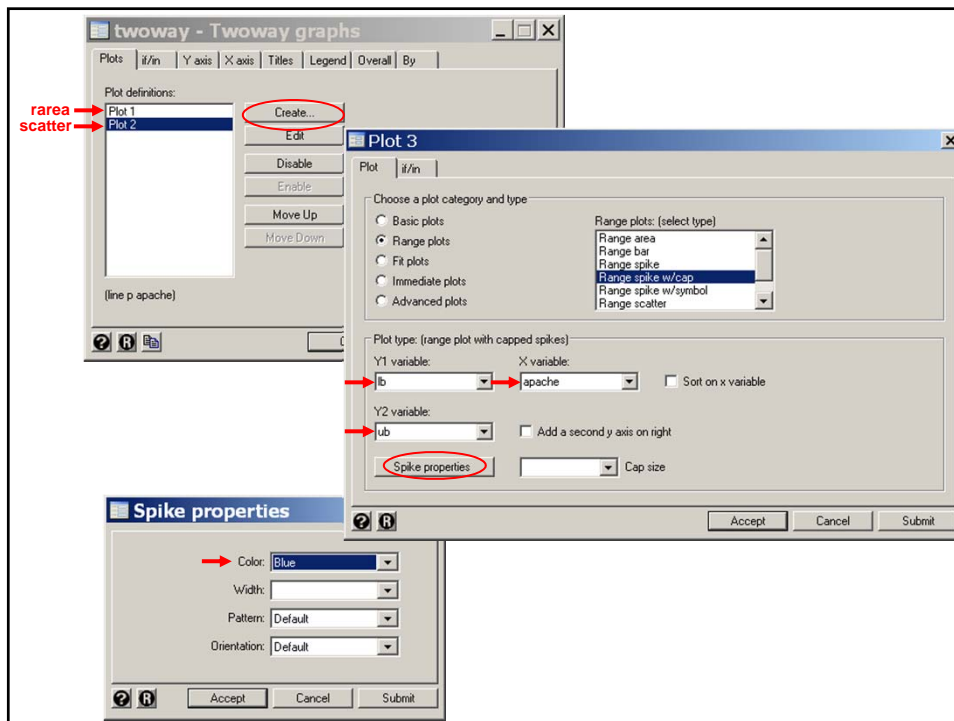 twoway - Twoway graphs
Plots if/in Y axis X axis Titles Legend Overall By
Plot definitions:
rarea Plot 1
scatter Plot 2
Create...
Edit
Disable
Enable
Move Up
Move Down
(line p apache)
Plot 3
Plot if/in
Choose a plot category and type
Basic plots
Range plots
Fit plots
Immediate plots
Advanced plots
Range plots: (select type)
Range area
Range bar
Range spike
Range spike w/cap
Range spike w/symbol
Range scatter
Plot type: (range plot with capped spikes)
Y1 variable: X variable:
lb apache Sort on x variable
Y2 variable:
ub Add a second y axis on right
Spike properties Cap size
Accept Cancel Submit
Spike properties
Color: Blue
Width:
Pattern: Default
Orientation: Default
Accept Cancel Submit